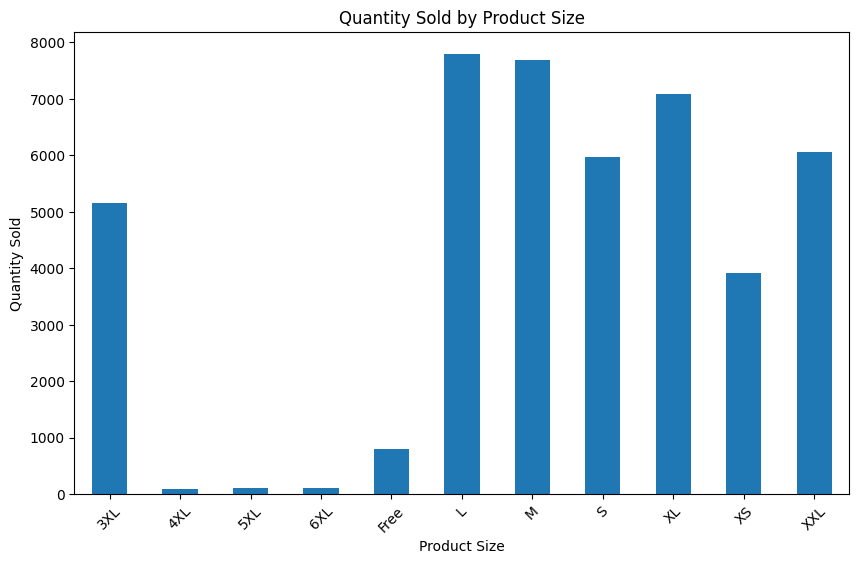 Quantity Sold by Product Size
8000
7000
6000
5000
4000
3000
2000
1000
0
Quantity Sold
3XL
4XL
5XL
6XL
Free
L
M
S
XL
XS
XXL
Product Size